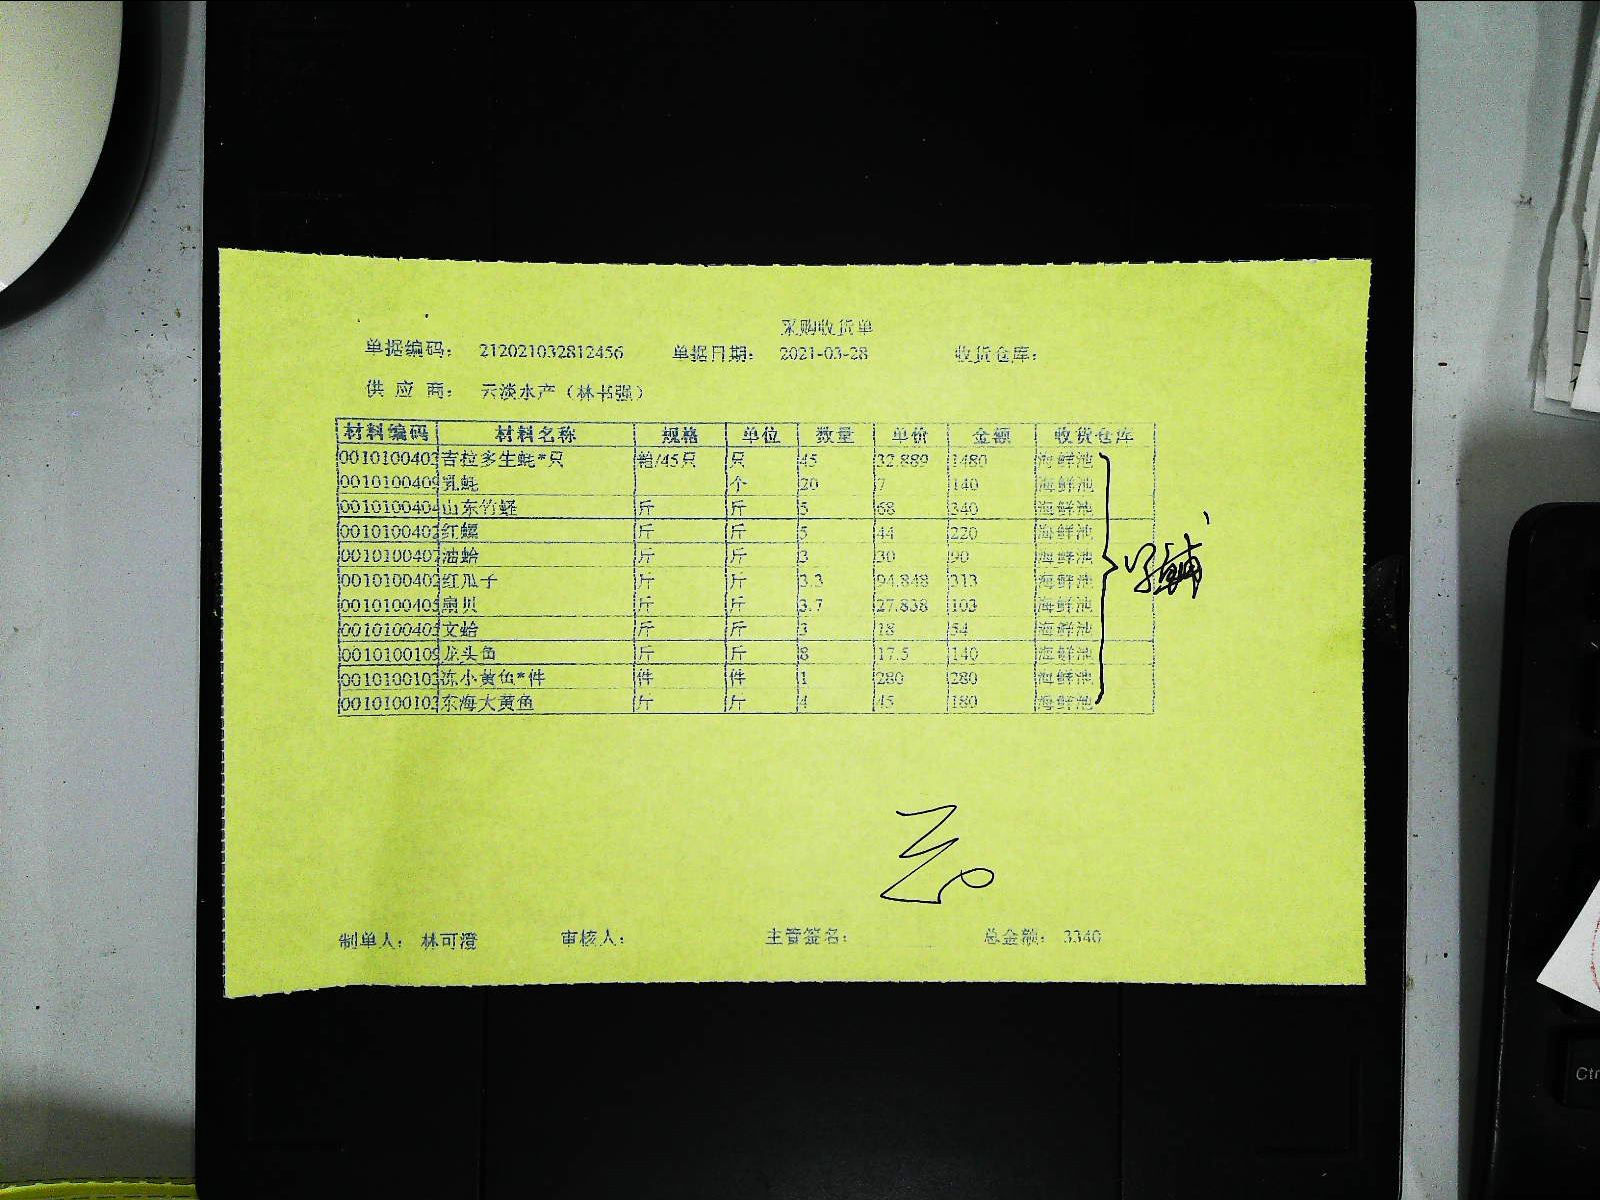 采购收货单
单据编码： 212021032812456 单据日期： 2021-03-28 收货仓库：
供 应 商： 云淡水产（林书强）
材料编码 材料名称 规格 单位 数量 单价 金额 收货仓库
0010100402 吉拉多生蚝*只 箱/45只 只 45 32.889 1480 海鲜池
0010100409 乳蚝 个 20 7 140 海鲜池
0010100404 山东竹蛏 斤 斤 5 68 340 海鲜池
0010100402 红螺 斤 斤 5 44 220 海鲜池
0010100407 油蛤 斤 斤 3 30 90 海鲜池
0010100402 红瓜子 斤 斤 3.3 94.848 313 海鲜池
0010100405 扇贝 斤 斤 3.7 27.838 103 海鲜池
0010100405 文蛤 斤 斤 3 18 54 海鲜池
0010100109 龙头鱼 斤 斤 8 17.5 140 海鲜池
0010100102 冻小黄鱼*件 件 件 1 280 280 海鲜池
0010100102 东海大黄鱼 斤 斤 4 45 180 海鲜池
制单人： 林可澄 审核人： 主管签名： 总金额： 3340